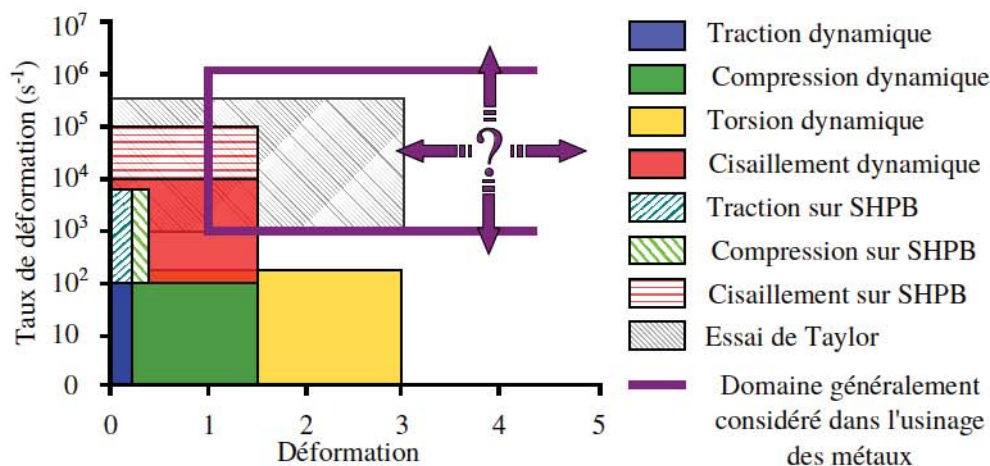 Taux de déformation (s⁻¹)
10⁷
10⁶
10⁵
10⁴
10³
10²
10
0
0 1 2 3 4 5
Déformation
?
Traction dynamique
Compression dynamique
Torsion dynamique
Cisaillement dynamique
Traction sur SHPB
Compression sur SHPB
Cisaillement sur SHPB
Essai de Taylor
Domaine généralement
considéré dans l'usinage
des métaux